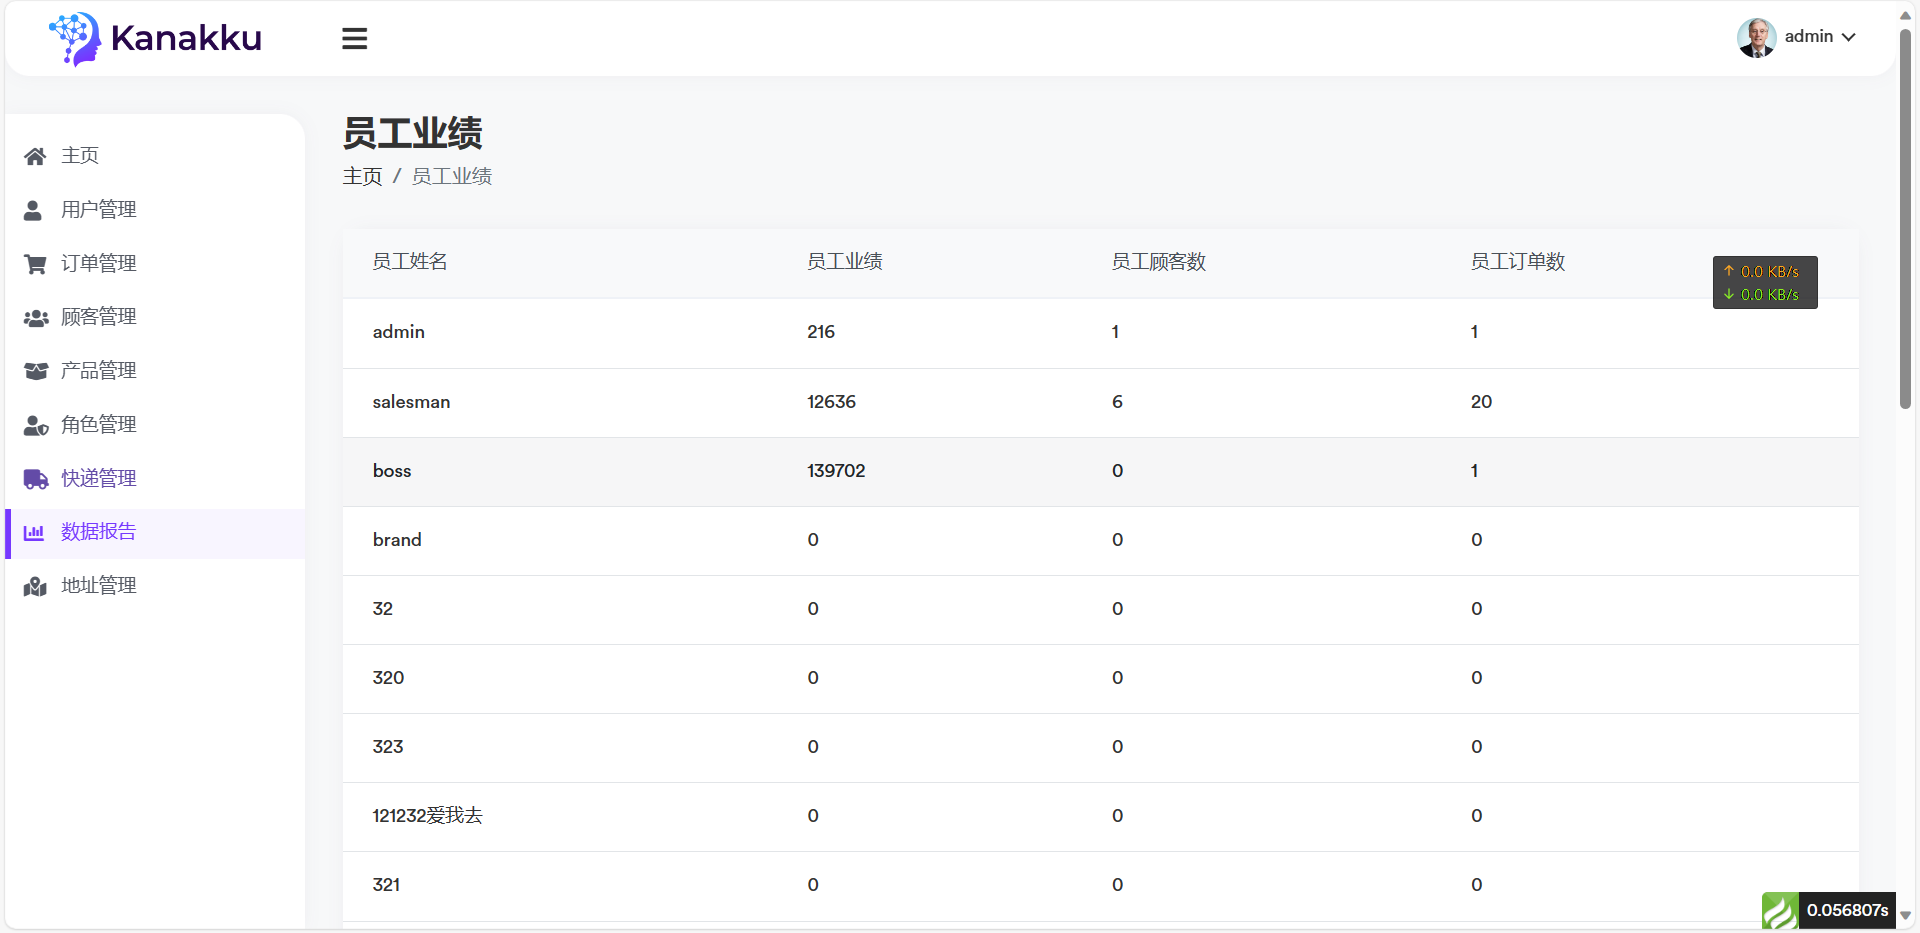 Kanakku
admin
主页
用户管理
订单管理
顾客管理
产品管理
角色管理
快递管理
数据报告
地址管理
员工业绩
主页 / 员工业绩
员工姓名 员工业绩 员工顾客数 员工订单数
↑ 0.0 KB/s
↓ 0.0 KB/s
admin 216 1 1
salesman 12636 6 20
boss 139702 0 1
brand 0 0 0
32 0 0 0
320 0 0 0
323 0 0 0
121232爱我去 0 0 0
321 0 0 0
0.056807s